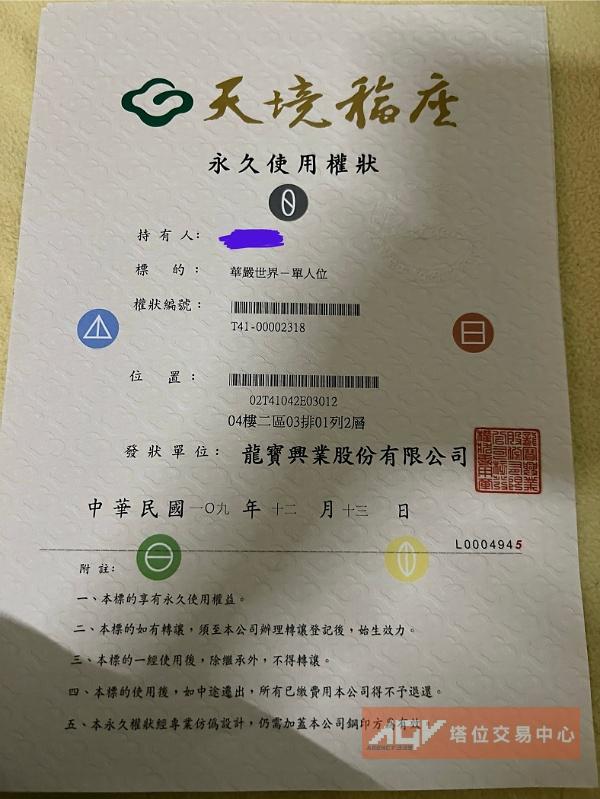 天境福座
永久使用權狀
持有人:
標的: 華嚴世界－單人位
權狀編號:
T41-00002318
位置:
02T41042E03012
04樓二區03排01列2層
發狀單位: 龍寶興業股份有限公司
中華民國一〇九年十二月十三日
L0004945
附註:
一、本標的享有永久使用權益。
二、本標的如有轉讓，須至本公司辦理轉讓登記後，始生效力。
三、本標的一經使用後，除繼承外，不得轉讓。
四、本標的使用後，如中途遷出，所有已繳費用本公司得不予退還。
五、本永久權狀經專業仿偽設計，仍需加蓋本公司鋼印方為有效
塔位交易中心